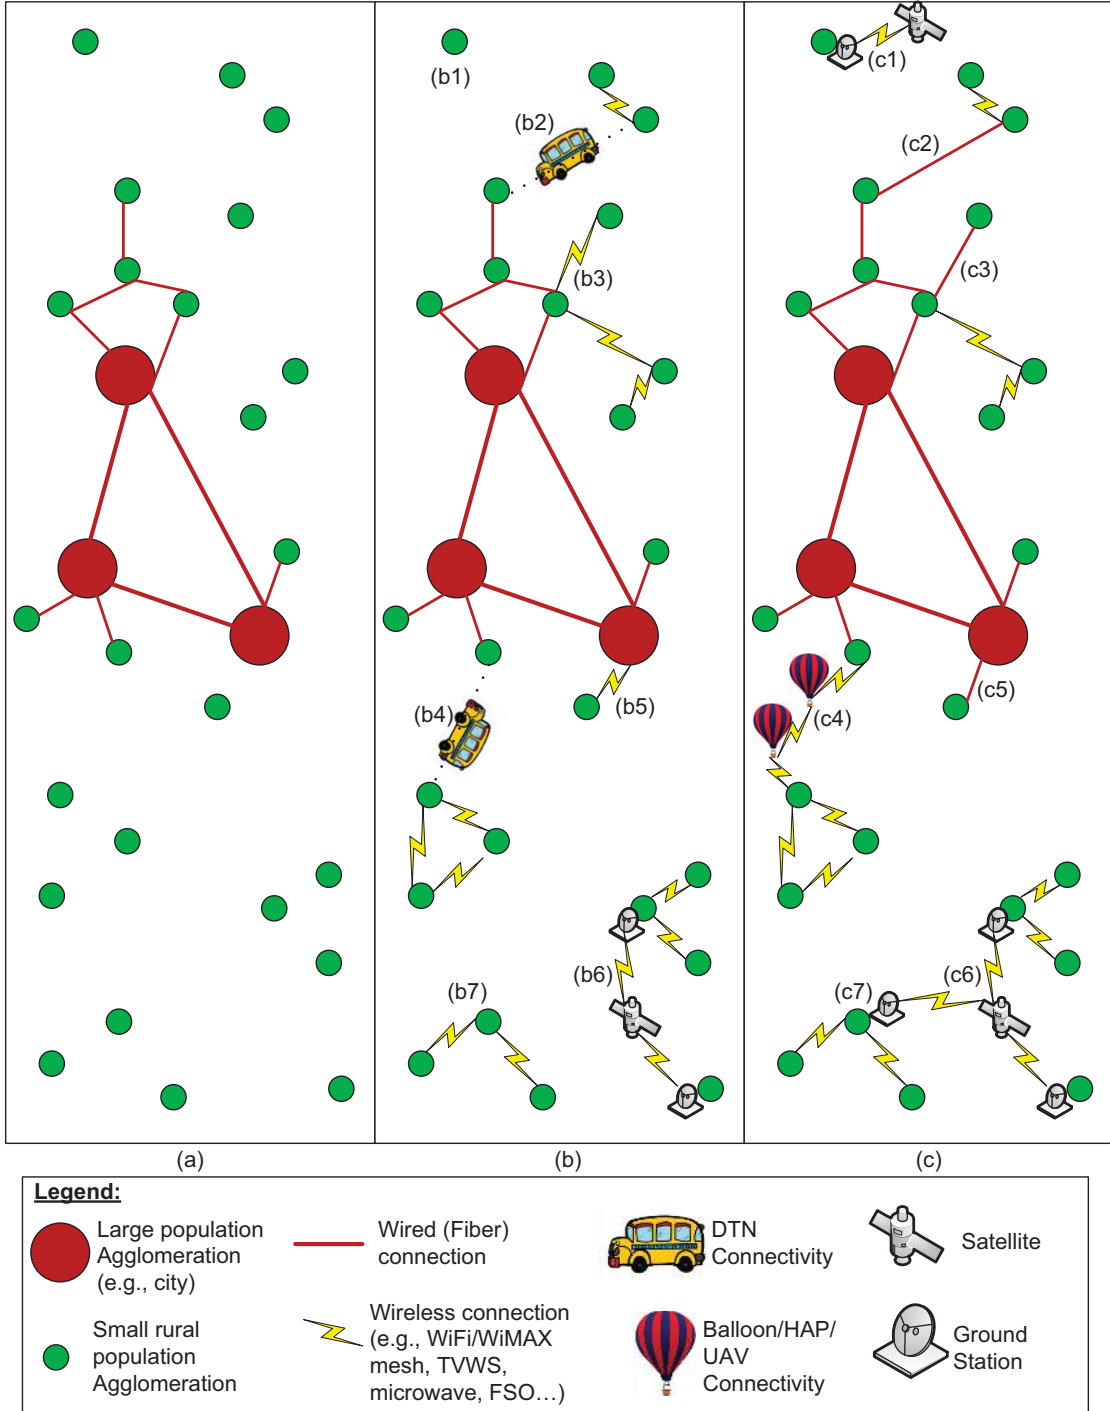 (b1)
(c1)
(b2)
(c2)
(b3)
(c3)
(b4)
(b5)
(c4)
(c5)
(b6)
(b7)
(c6)
(c7)
(a)
(b)
(c)
Legend:
Large population
Agglomeration
(e.g., city)
Wired (Fiber)
connection
DTN
Connectivity
Satellite
Small rural
population
Agglomeration
Wireless connection
(e.g., WiFi/WiMAX
mesh, TVWS,
microwave, FSO…)
Balloon/HAP/
UAV
Connectivity
Ground
Station